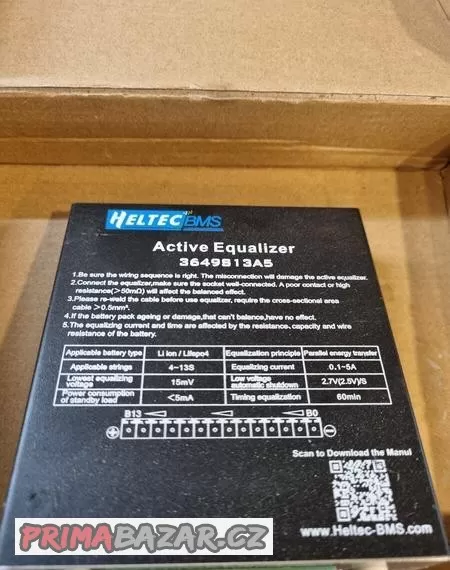 HELTEC BMS
Active Equalizer
3649S13A5
1.Be sure the wiring sequence is right. The misconnection will damage the active equalizer.
2.Connect the equalizer,make sure the socket well-connected. A poor contact or high
resistance(>50mΩ) will affect the balanced effect.
3.Please re-weld the cable before use equalizer, require the cross-sectional area
cable >0.5mm².
4.If the battery pack ageing or damage,that can't balance,have no effect.
5.The equalizing current and time are affected by the resistance, capacity and wire
resistance of the battery.
Applicable battery type Li ion / Lifepo4 Equalization principle Parallel energy transfer
Applicable strings 4~13S Equalizing current 0.1~5A
Lowest equalizing voltage 15mV Low voltage automatic shutdown 2.7V(2.5V)/S
Power consumption of standby load <5mA Timing equalization 60min
B13 B0
Scan to Download the Manul
www.Heltec-BMS.com
PRIMABAZAR.CZ